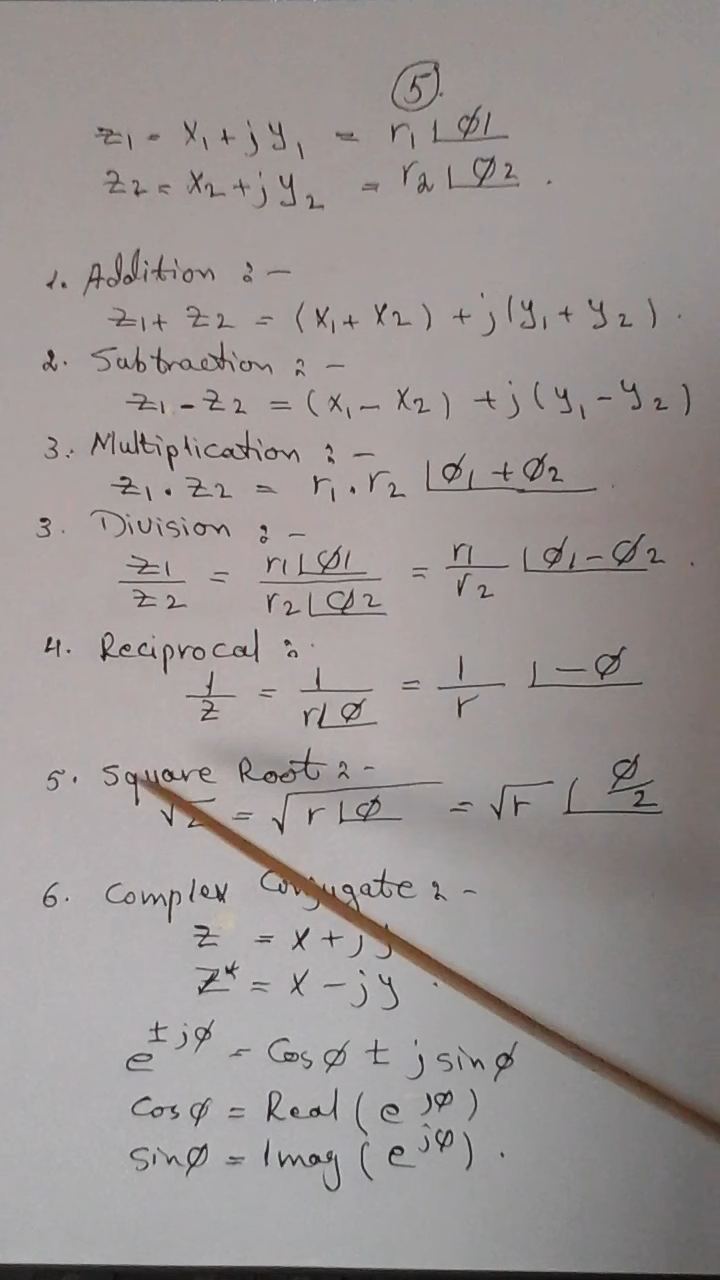 5.
z1 = x1 + j y1 = r1 ∠ϕ1
z2 = x2 + j y2 = r2 ∠ϕ2 .
1. Addition :-
z1 + z2 = (x1 + x2) + j(y1 + y2) .
2. Subtraction :-
z1 - z2 = (x1 - x2) + j(y1 - y2)
3. Multiplication :-
z1 . z2 = r1 . r2 ∠ϕ1 + ϕ2 .
3. Division :-
z1/z2 = r1∠ϕ1 / r2∠ϕ2 = r1/r2 ∠ϕ1 - ϕ2 .
4. Reciprocal :-
1/z = 1/r∠ϕ = 1/r ∠-ϕ
5. Square Root :-
√z = √r∠ϕ = √r ∠ϕ/2
6. Complex Conjugate :-
z = x + j
z* = x - jy .
e^±jϕ = Cosϕ ± j sinϕ
Cosϕ = Real (e^jϕ)
sinϕ = Imag (e^jϕ) .